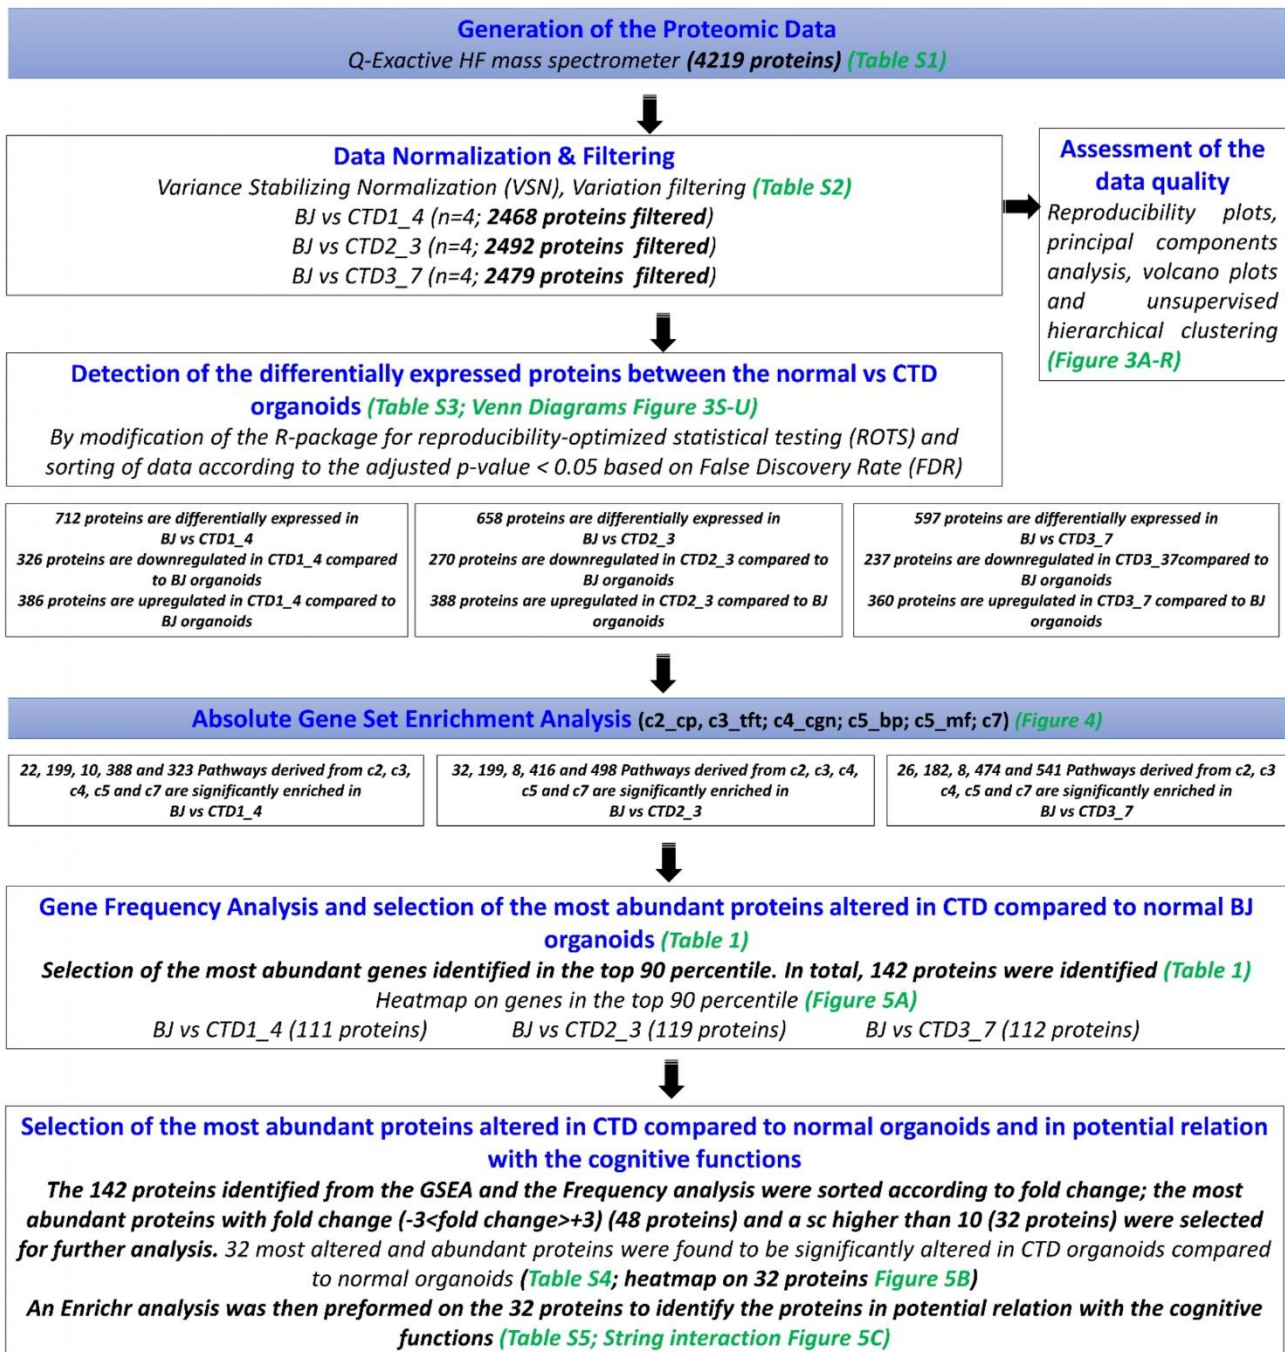 Generation of the Proteomic Data
Q-Exactive HF mass spectrometer (4219 proteins) (Table S1)
Data Normalization & Filtering
Variance Stabilizing Normalization (VSN), Variation filtering (Table S2)
BJ vs CTD1_4 (n=4; 2468 proteins filtered)
BJ vs CTD2_3 (n=4; 2492 proteins filtered)
BJ vs CTD3_7 (n=4; 2479 proteins filtered)
Assessment of the
data quality
Reproducibility plots,
principal components
analysis, volcano plots
and unsupervised
hierarchical clustering
(Figure 3A-R)
Detection of the differentially expressed proteins between the normal vs CTD
organoids (Table S3; Venn Diagrams Figure 3S-U)
By modification of the R-package for reproducibility-optimized statistical testing (ROTS) and
sorting of data according to the adjusted p-value < 0.05 based on False Discovery Rate (FDR)
712 proteins are differentially expressed in
BJ vs CTD1_4
326 proteins are downregulated in CTD1_4 compared
to BJ organoids
386 proteins are upregulated in CTD1_4 compared to
BJ organoids
658 proteins are differentially expressed in
BJ vs CTD2_3
270 proteins are downregulated in CTD2_3 compared to
BJ organoids
388 proteins are upregulated in CTD2_3 compared to BJ
organoids
597 proteins are differentially expressed in
BJ vs CTD3_7
237 proteins are downregulated in CTD3_37compared to
BJ organoids
360 proteins are upregulated in CTD3_7 compared to BJ
organoids
Absolute Gene Set Enrichment Analysis (c2_cp, c3_tft; c4_cgn; c5_bp; c5_mf; c7) (Figure 4)
22, 199, 10, 388 and 323 Pathways derived from c2, c3,
c4, c5 and c7 are significantly enriched in
BJ vs CTD1_4
32, 199, 8, 416 and 498 Pathways derived from c2, c3, c4,
c5 and c7 are significantly enriched in
BJ vs CTD2_3
26, 182, 8, 474 and 541 Pathways derived from c2, c3
c4, c5 and c7 are significantly enriched in
BJ vs CTD3_7
Gene Frequency Analysis and selection of the most abundant proteins altered in CTD compared to normal BJ
organoids (Table 1)
Selection of the most abundant genes identified in the top 90 percentile. In total, 142 proteins were identified (Table 1)
Heatmap on genes in the top 90 percentile (Figure 5A)
BJ vs CTD1_4 (111 proteins) BJ vs CTD2_3 (119 proteins) BJ vs CTD3_7 (112 proteins)
Selection of the most abundant proteins altered in CTD compared to normal organoids and in potential relation
with the cognitive functions
The 142 proteins identified from the GSEA and the Frequency analysis were sorted according to fold change; the most
abundant proteins with fold change (-3<fold change>+3) (48 proteins) and a sc higher than 10 (32 proteins) were selected
for further analysis. 32 most altered and abundant proteins were found to be significantly altered in CTD organoids compared
to normal organoids (Table S4; heatmap on 32 proteins Figure 5B)
An Enrichr analysis was then preformed on the 32 proteins to identify the proteins in potential relation with the cognitive
functions (Table S5; String interaction Figure 5C)